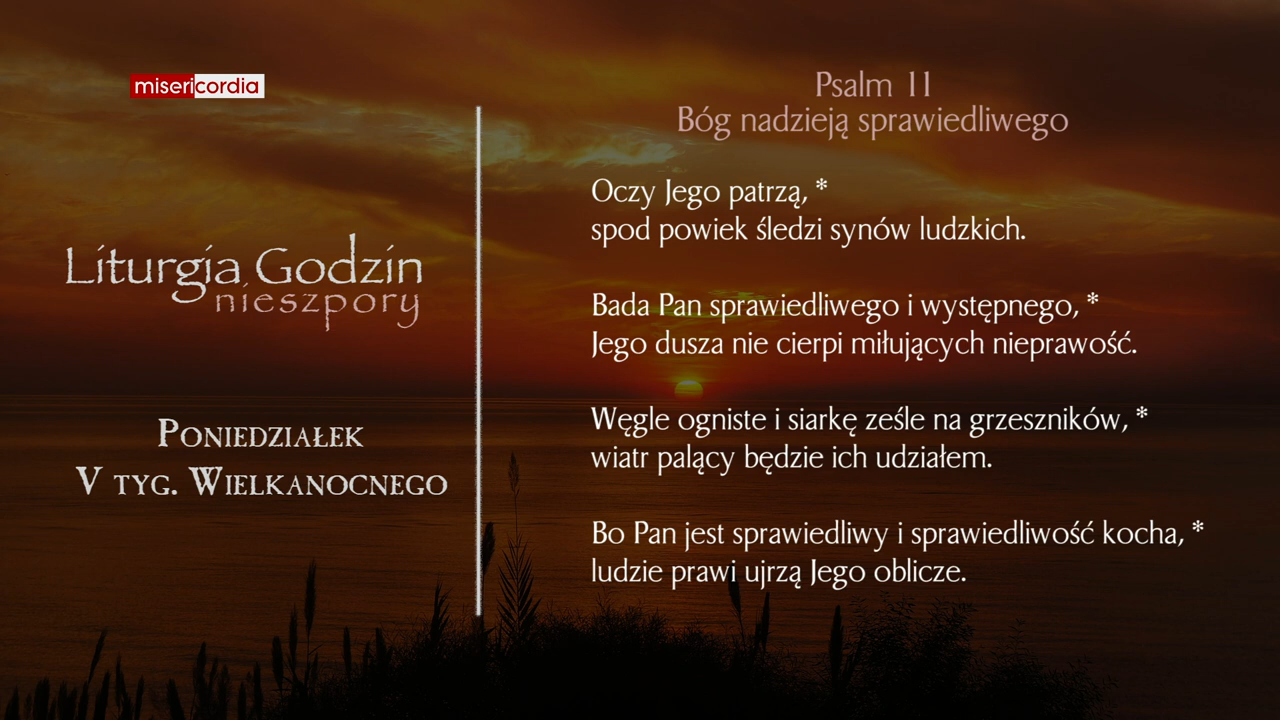 misericordia
Liturgia Godzin
nieszpory
Poniedziałek
V tyg. Wielkanocnego
Psalm 11
Bóg nadzieją sprawiedliwego
Oczy Jego patrzą, *
spod powiek śledzi synów ludzkich.
Bada Pan sprawiedliwego i występnego, *
Jego dusza nie cierpi miłujących nieprawość.
Węgle ogniste i siarkę ześle na grzeszników, *
wiatr palący będzie ich udziałem.
Bo Pan jest sprawiedliwy i sprawiedliwość kocha, *
ludzie prawi ujrzą Jego oblicze.